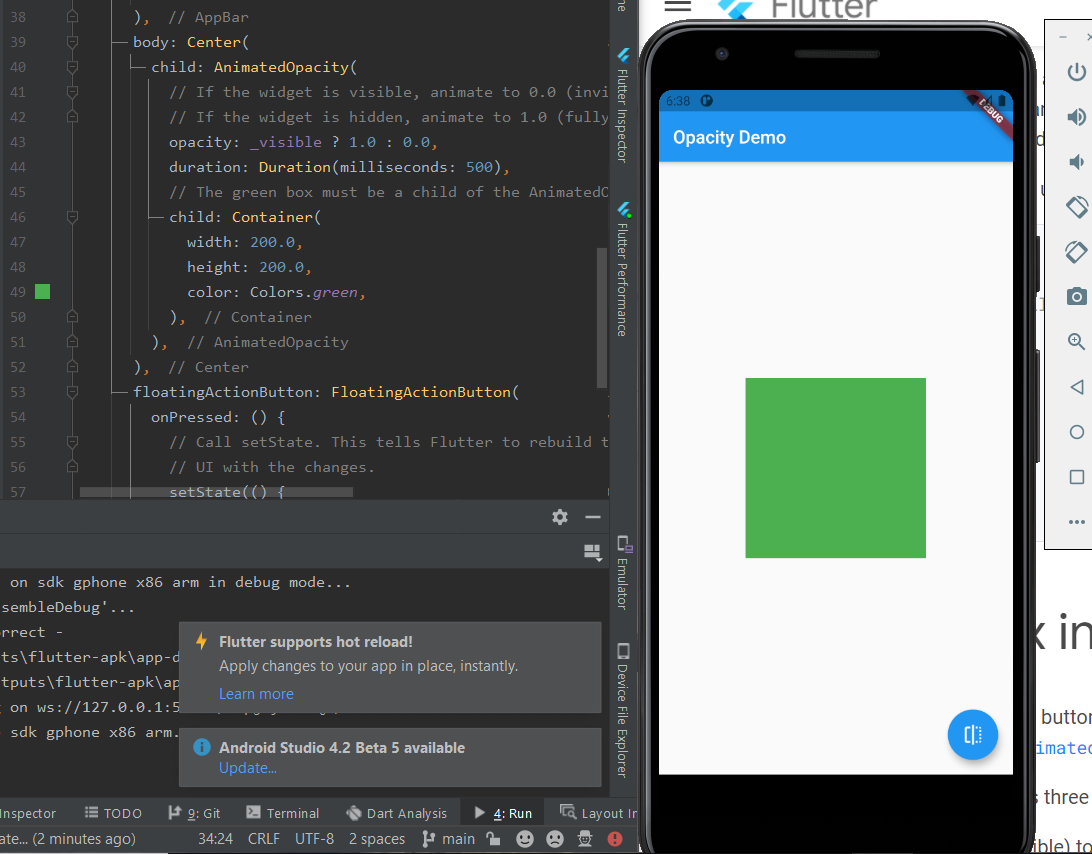 38 ), // AppBar
39 body: Center(
40 child: AnimatedOpacity(
41 // If the widget is visible, animate to 0.0 (invi
42 // If the widget is hidden, animate to 1.0 (fully
43 opacity: _visible ? 1.0 : 0.0,
44 duration: Duration(milliseconds: 500),
45 // The green box must be a child of the AnimatedO
46 child: Container(
47 width: 200.0,
48 height: 200.0,
49 color: Colors.green,
50 ), // Container
51 ), // AnimatedOpacity
52 ), // Center
53 floatingActionButton: FloatingActionButton(
54 onPressed: () {
55 // Call setState. This tells Flutter to rebuild t
56 // UI with the changes.
57 setState(() {
on sdk gphone x86 arm in debug mode...
sembleDebug'...
rrect -
ts\flutter-apk\app-d
tputs\flutter-apk\ap
on ws://127.0.0.1:5
sdk gphone x86 arm.
Flutter supports hot reload!
Apply changes to your app in place, instantly.
Learn more
Android Studio 4.2 Beta 5 available
Update...
nspector TODO 9: Git Terminal Dart Analysis 4: Run Layout In
ate... (2 minutes ago) 34:24 CRLF UTF-8 2 spaces main
Flutter Inspector
Flutter Performance
Emulator
Device File Explorer
Flutter
6:38
DEBUG
Opacity Demo
x in
button
imated
s three
ible) to